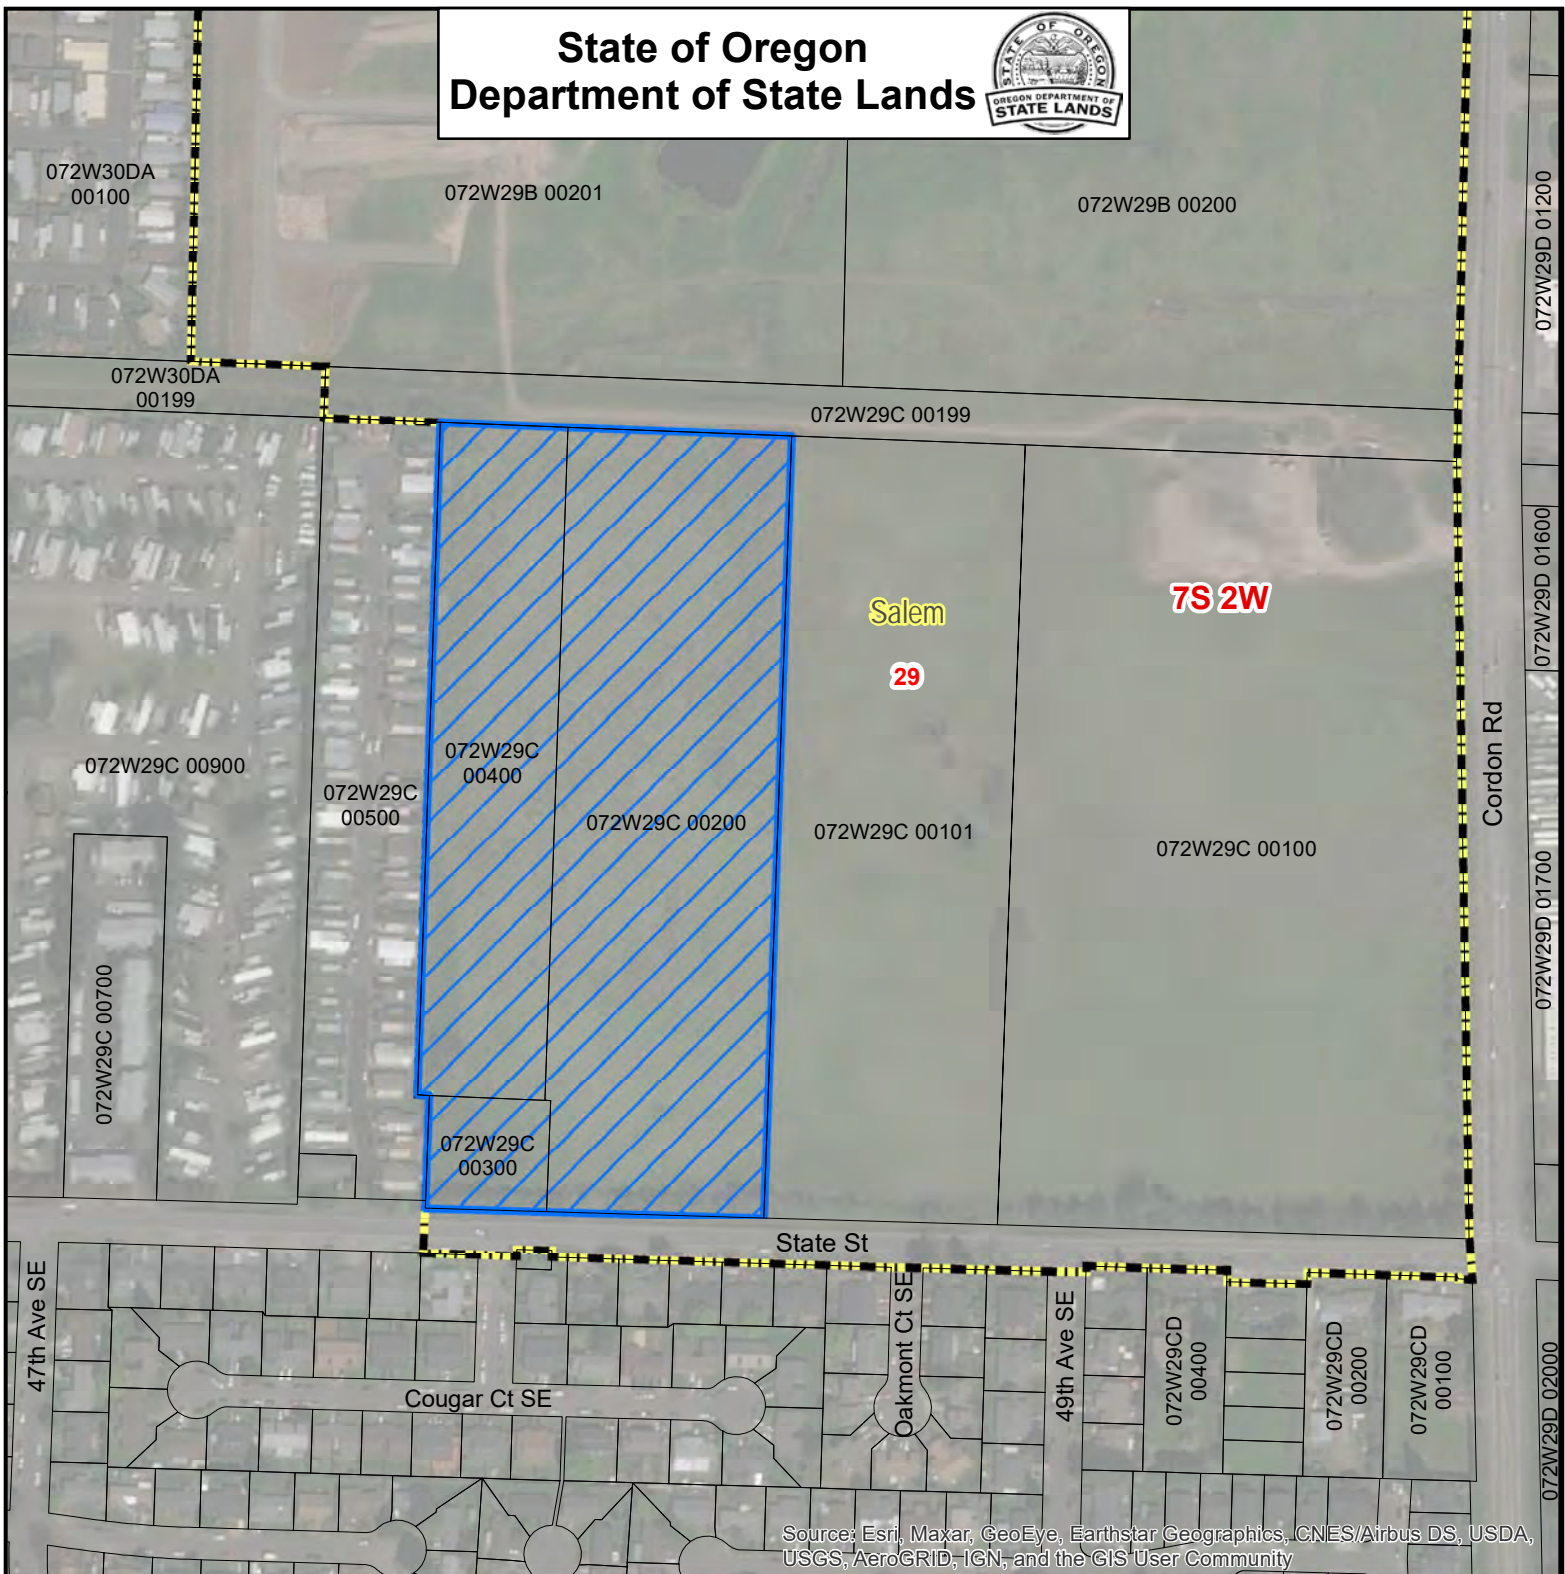 State of Oregon
Department of State Lands
STATE OF OREGON
OREGON DEPARTMENT OF
STATE LANDS
072W30DA
00100
072W29B 00201
072W29B 00200
072W29D 01200
072W30DA
00199
072W29C 00199
072W29D 01600
7S 2W
Salem
29
Cordon Rd
072W29C 00900
072W29C
00500
072W29C
00400
072W29C 00200
072W29C 00101
072W29C 00100
072W29D 01700
072W29C 00700
072W29C
00300
State St
47th Ave SE
Cougar Ct SE
Oakmont Ct SE
49th Ave SE
072W29CD
00400
072W29CD
00200
072W29CD
00100
072W29D 02000
Source: Esri, Maxar, GeoEye, Earthstar Geographics, CNES/Airbus DS, USDA,
USGS, AeroGRID, IGN, and the GIS User Community